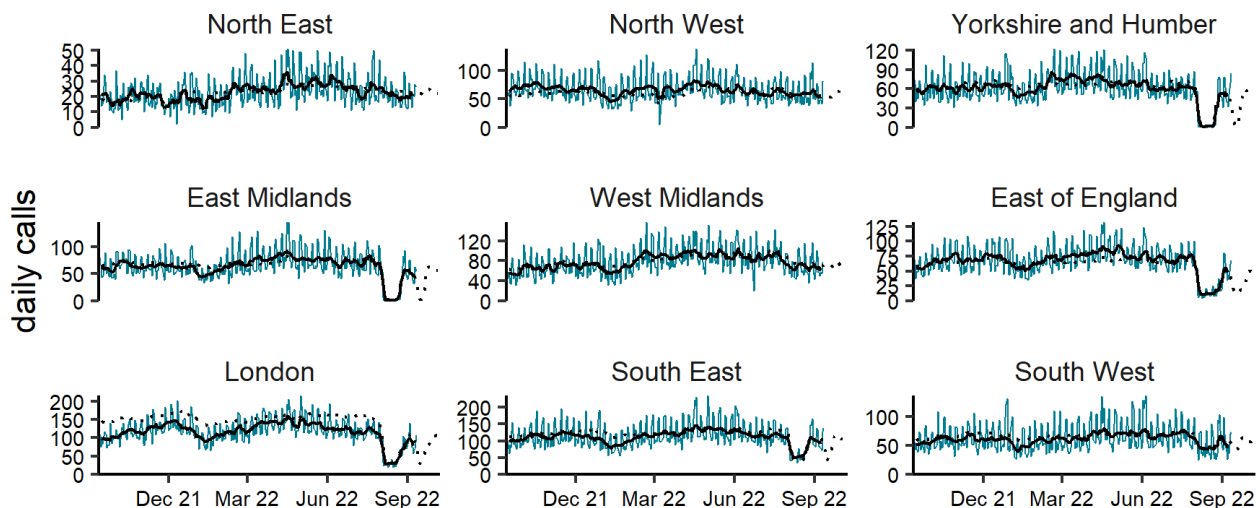 North East North West Yorkshire and Humber
50 40 30 20 10 0
100 50 0
120 90 60 30 0
daily calls
East Midlands West Midlands East of England
100 50 0
120 80 40 0
125 100 75 50 25 0
London South East South West
200 150 100 50 0
200 150 100 50 0
100 50 0
Dec 21 Mar 22 Jun 22 Sep 22
Dec 21 Mar 22 Jun 22 Sep 22
Dec 21 Mar 22 Jun 22 Sep 22